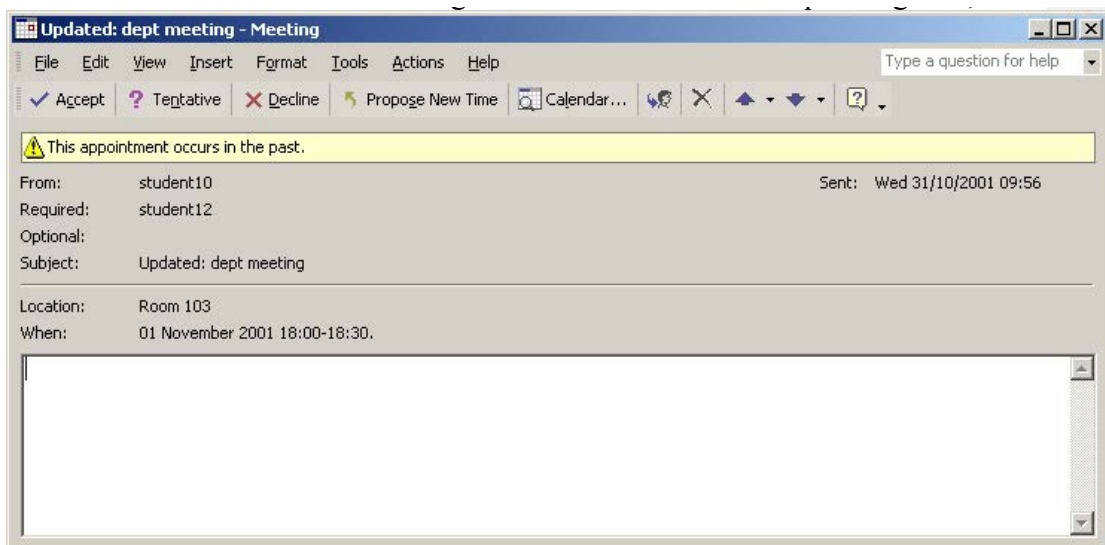 Updated: dept meeting - Meeting
File Edit View Insert Format Tools Actions Help Type a question for help
Accept ? Tentative Decline Propose New Time Calendar...
This appointment occurs in the past.
From: student10 Sent: Wed 31/10/2001 09:56
Required: student12
Optional:
Subject: Updated: dept meeting
Location: Room 103
When: 01 November 2001 18:00-18:30.